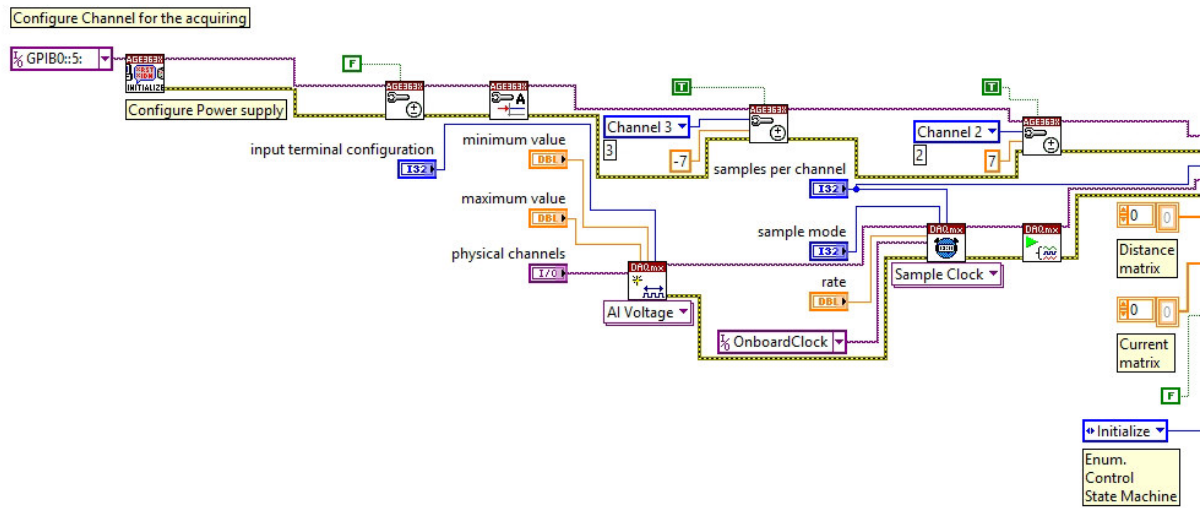 Configure Channel for the acquiring
GPIB0::5:
AGE363X
INITIALIZE
Configure Power supply
F
AGE363X
AGE363X
A
T
AGE363X
Channel 3
3
-7
T
AGE363X
Channel 2
2
7
input terminal configuration
I32
minimum value
DBL
maximum value
DBL
physical channels
I/O
DAQmx
AI Voltage
samples per channel
I32
sample mode
I32
rate
DBL
DAQmx
Sample Clock
DAQmx
OnboardClock
0
0
Distance
matrix
0
0
Current
matrix
F
Initialize
Enum.
Control
State Machine